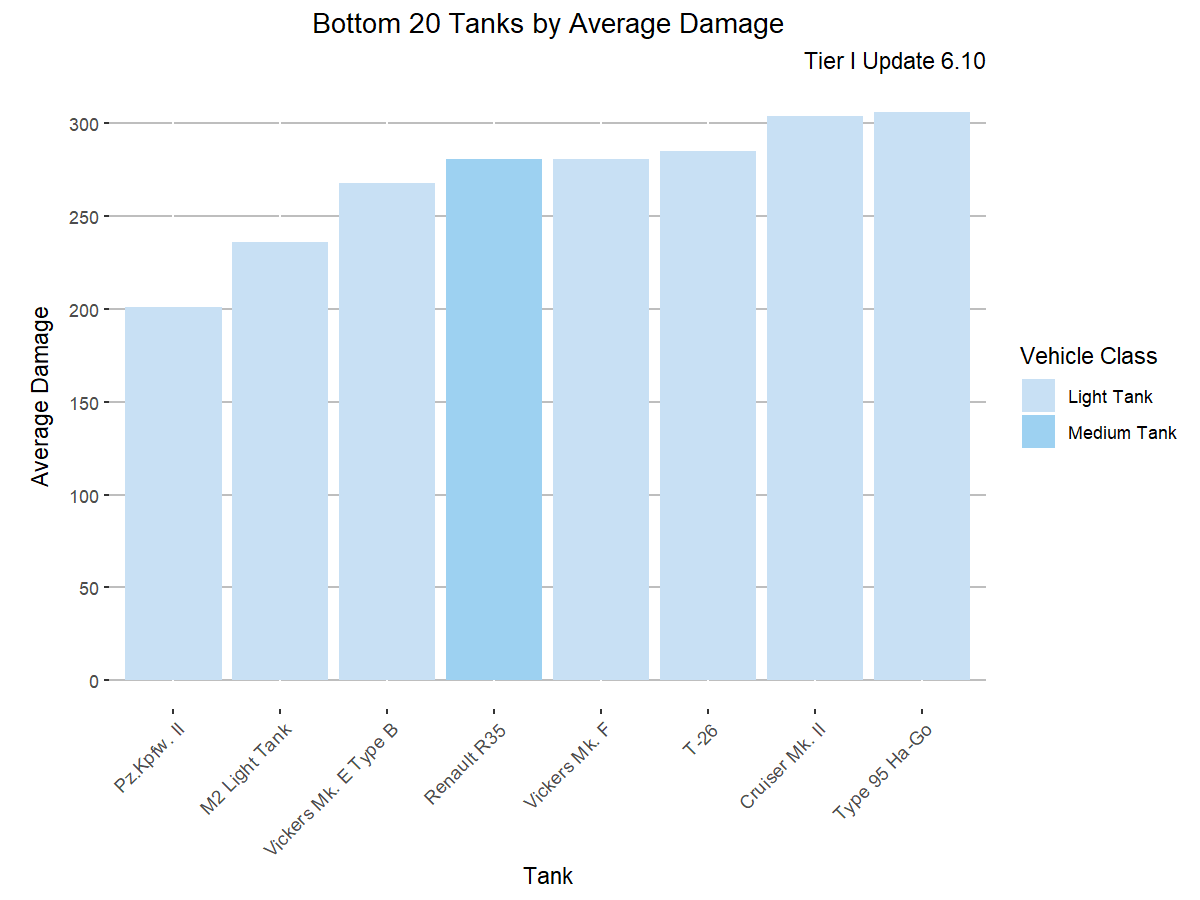 Bottom 20 Tanks by Average Damage
Tier I Update 6.10
Average Damage
300
250
200
150
100
50
0
Pz.Kpfw. II
M2 Light Tank
Vickers Mk. E Type B
Renault R35
Vickers Mk. F
T-26
Cruiser Mk. II
Type 95 Ha-Go
Tank
Vehicle Class
Light Tank
Medium Tank